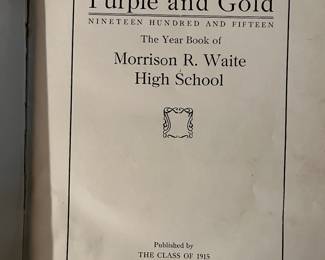 Purple and Gold
NINETEEN HUNDRED AND FIFTEEN
The Year Book of
Morrison R. Waite
High School
Published by
THE CLASS OF 1915